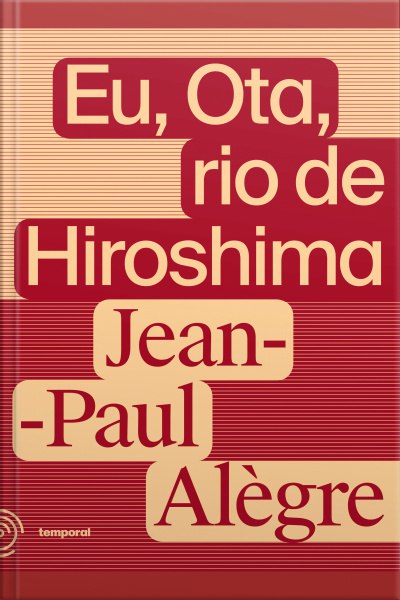 Eu, Ota,
rio de
Hiroshima
Jean-
-Paul
Alègre
temporal